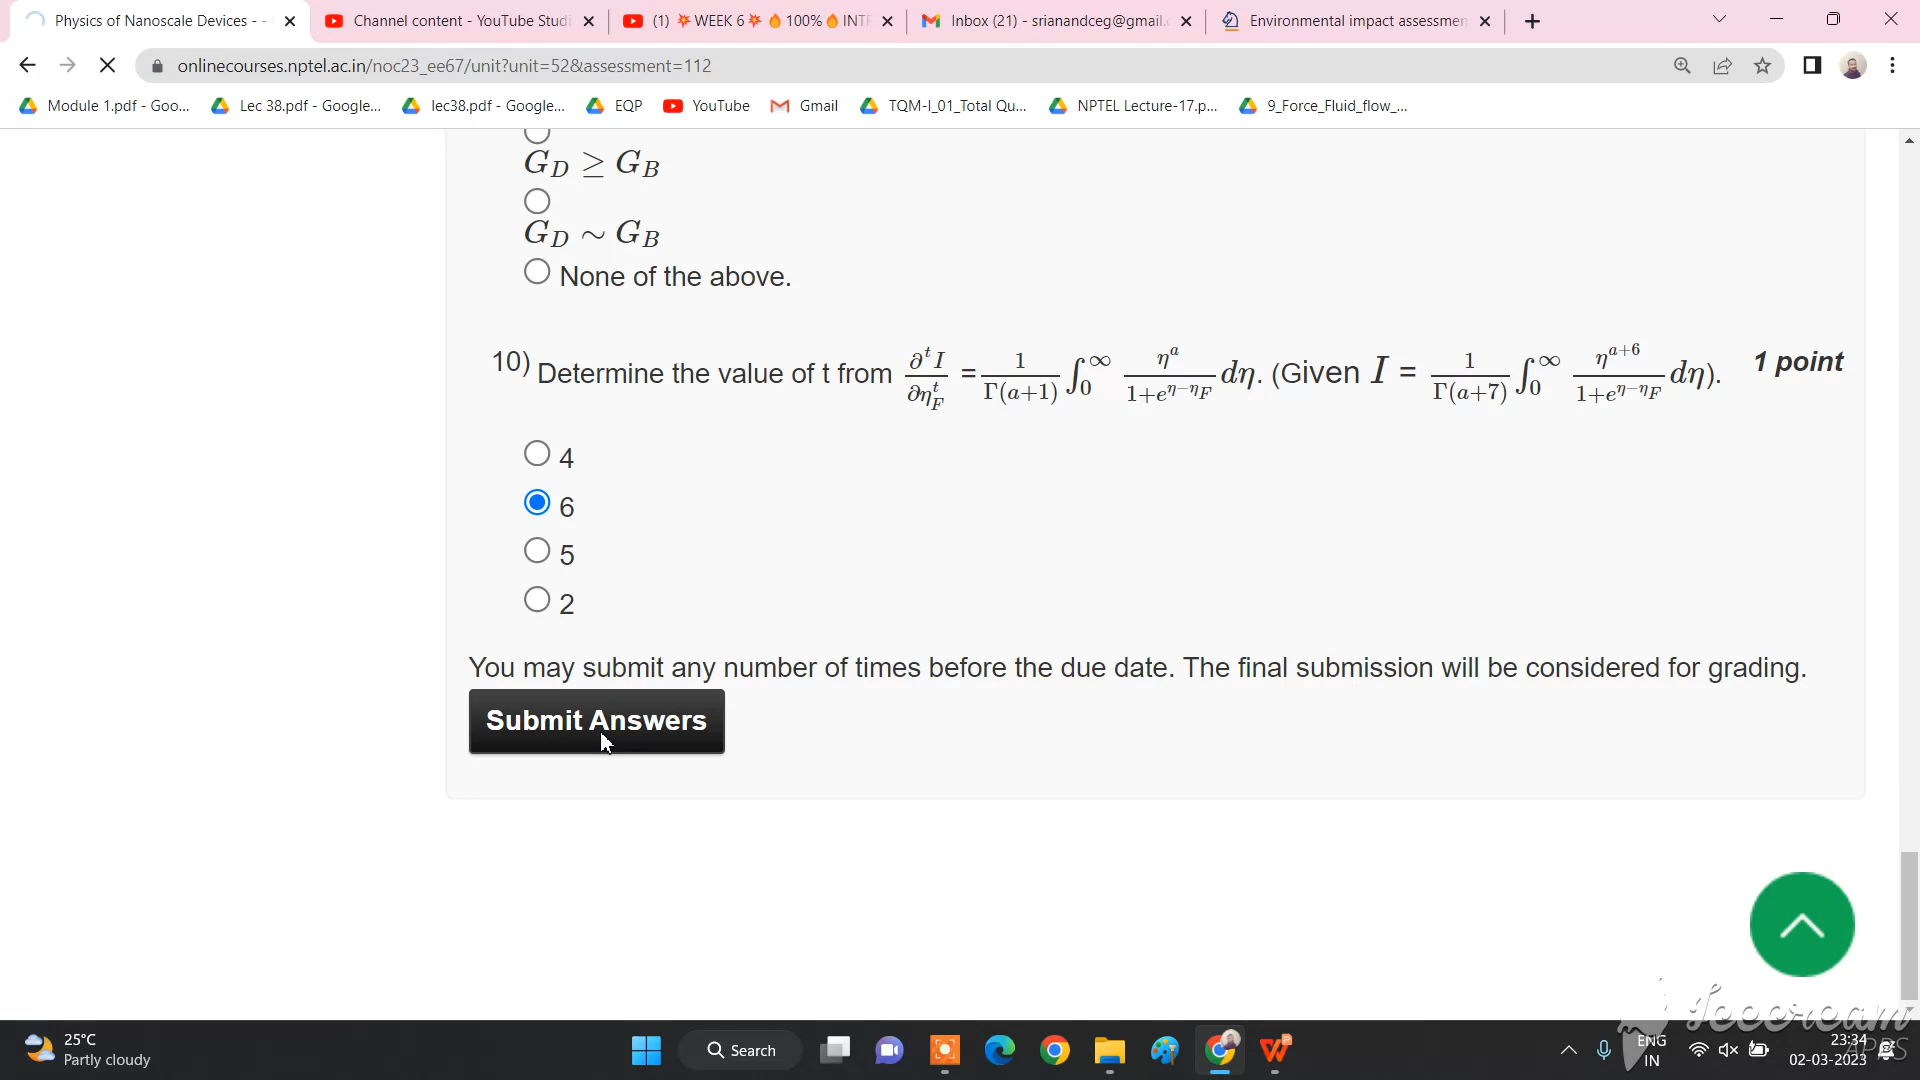 Physics of Nanoscale Devices - -
Channel content - YouTube Studi
(1) 💥WEEK 6💥🔥100%🔥INTR
Inbox (21) - srianandceg@gmail.
Environmental impact assessmen
onlinecourses.nptel.ac.in/noc23_ee67/unit?unit=52&assessment=112
Module 1.pdf - Goo...
Lec 38.pdf - Google...
lec38.pdf - Google...
EQP
YouTube
Gmail
TQM-I_01_Total Qu...
NPTEL Lecture-17.p...
9_Force_Fluid_flow_...
G_D ≥ G_B
G_D ∼ G_B
None of the above.
10) Determine the value of t from ∂^t I / ∂η_F^t = 1/Γ(a+1) ∫_0^∞ η^a / (1+e^{η−η_F}) dη. (Given I = 1/Γ(a+7) ∫_0^∞ η^{a+6} / (1+e^{η−η_F}) dη). 1 point
4
6
5
2
You may submit any number of times before the due date. The final submission will be considered for grading.
Submit Answers
Icecream
APPS
25°C
Partly cloudy
Search
ENG
IN
23:34
02-03-2023